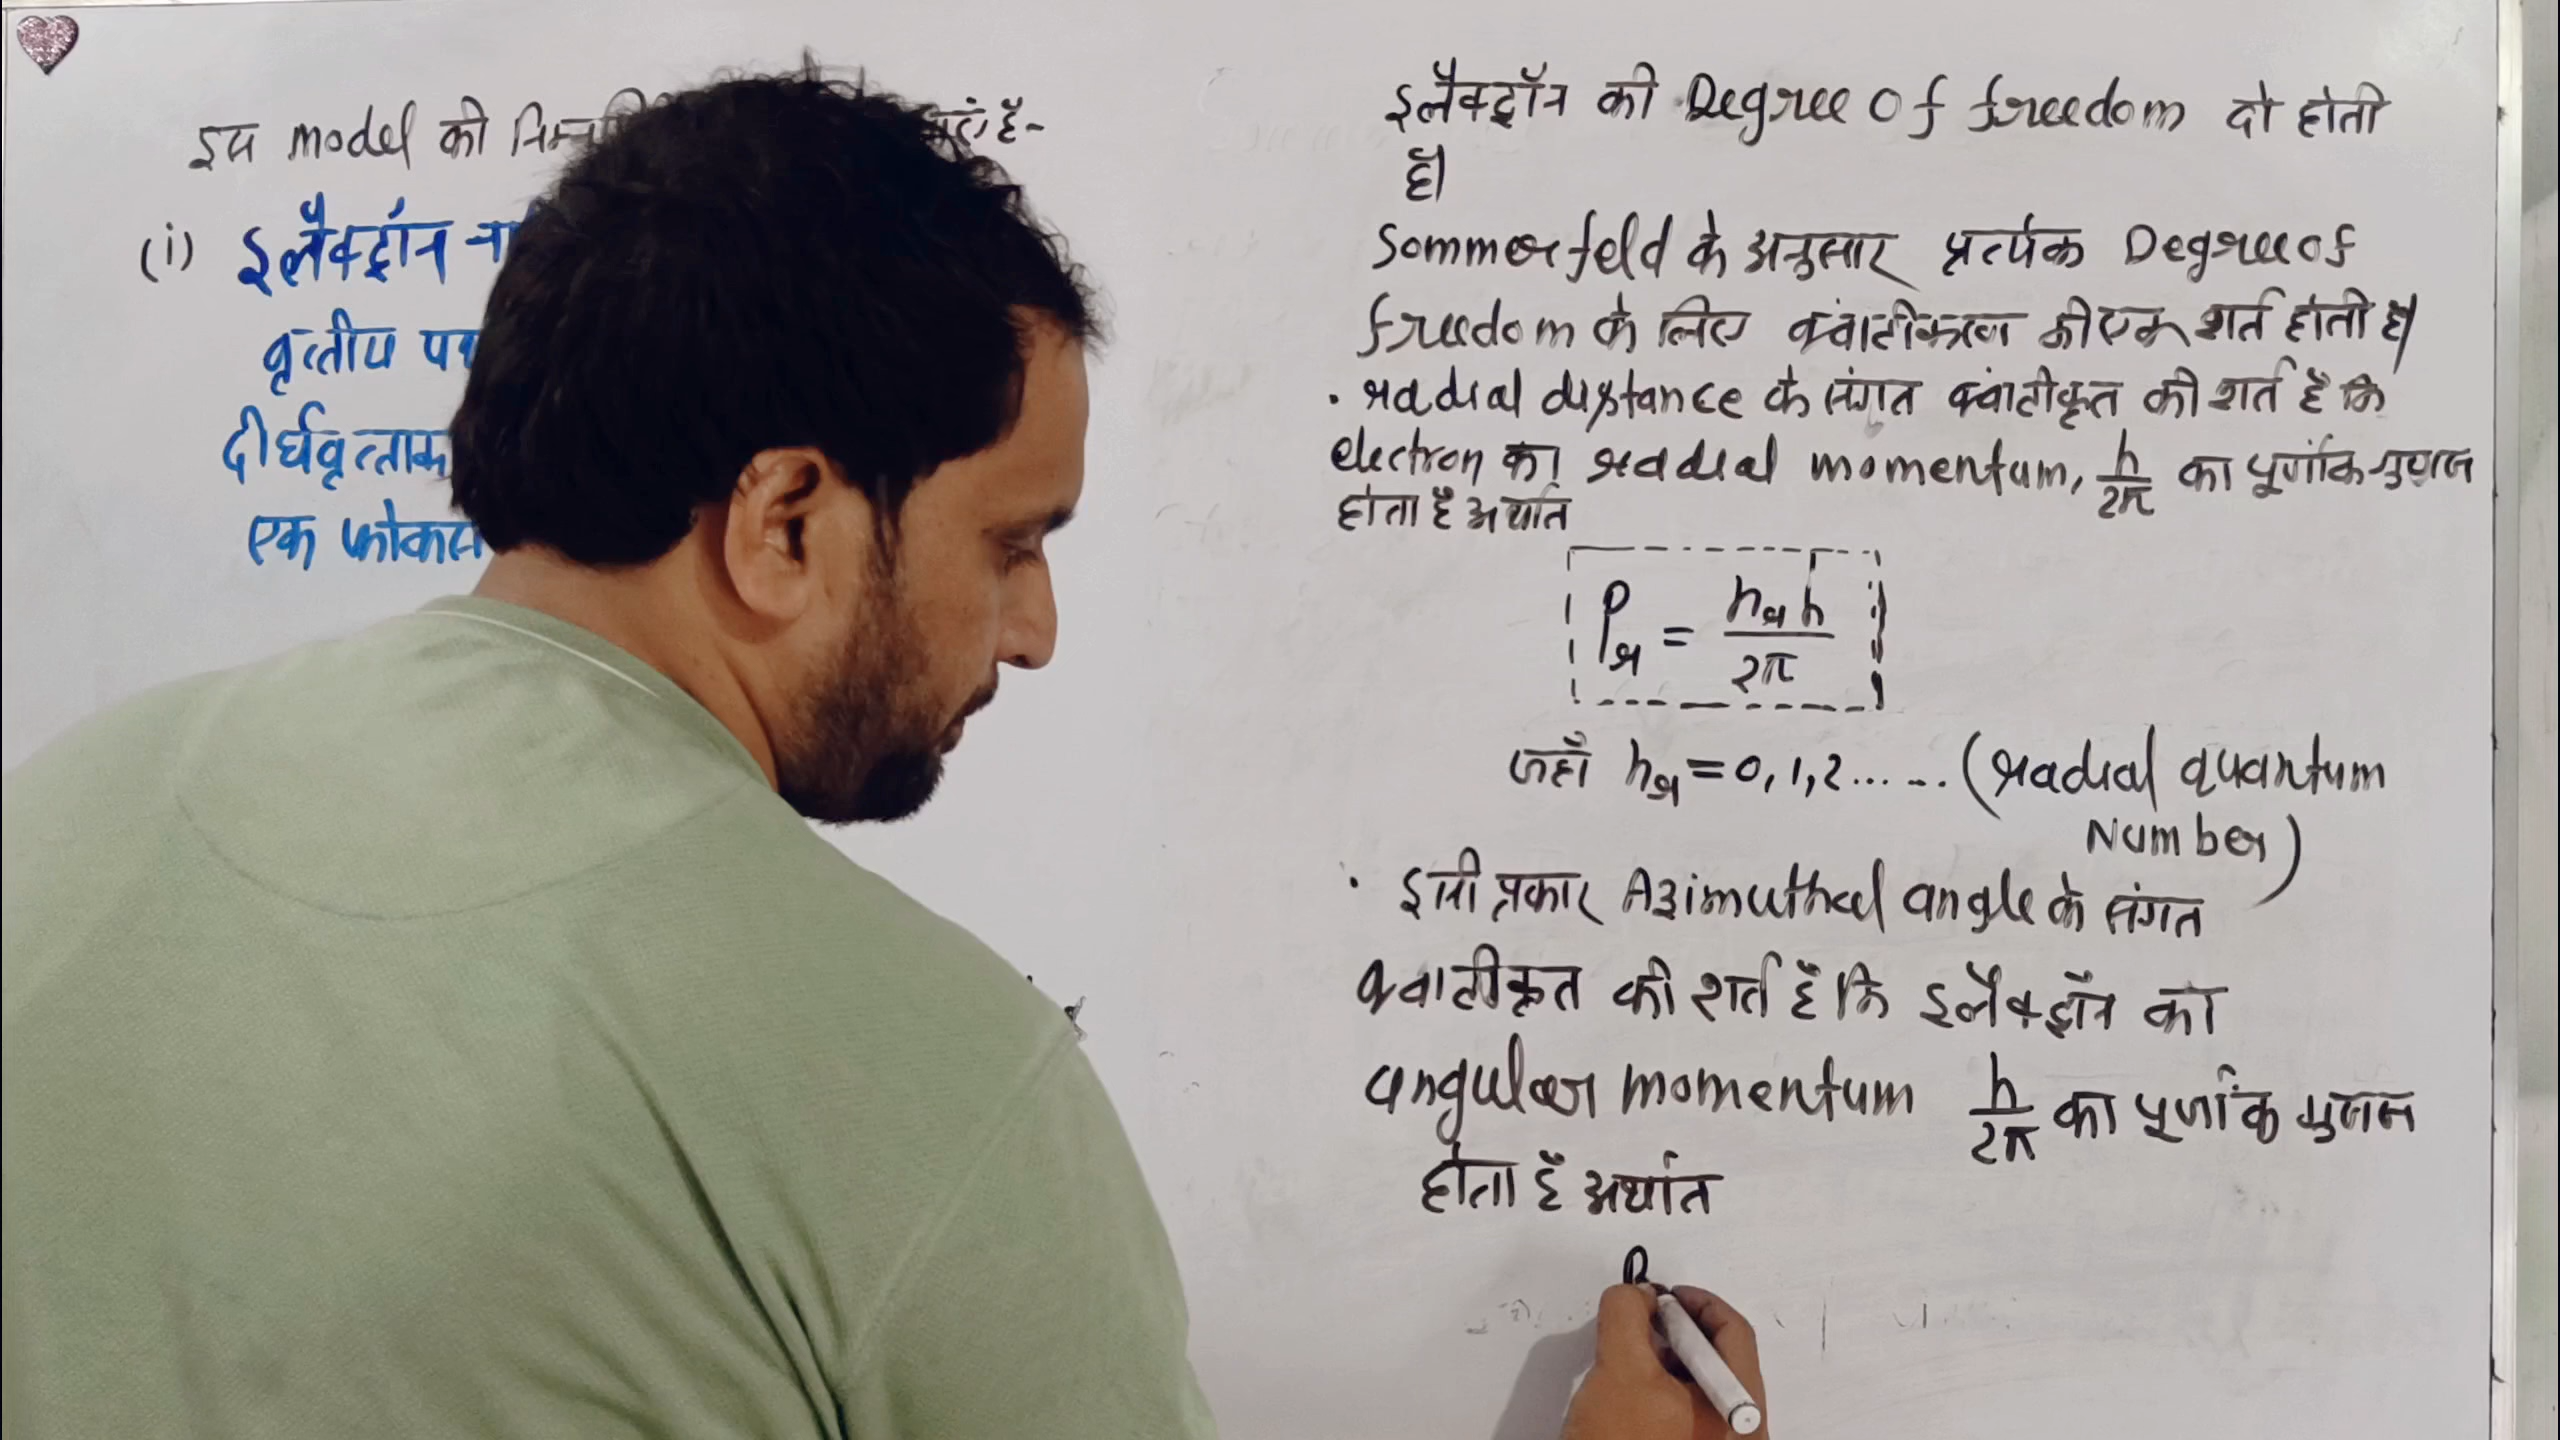 इस model की
(i) इलैक्ट्रॉन
वृत्तीय
दीर्घवृत्ताक
एक फोकस
इलैक्ट्रॉन की Degree of freedom दो होती
है।
Sommerfeld के अनुसार प्रत्येक Degree of
freedom के लिए क्वांटीकरण की एक शर्त होती है।
· radial distance के संगत क्वांटीकृत की शर्त है कि
electron का radial momentum, h/2π का पूर्णांक गुणज
होता है अर्थात
P_r = n_r h/2π
जहाँ n_r = 0, 1, 2...... (radial quantum
Number)
· इसी प्रकार Azimuthal angle के संगत
क्वाटीकृत की शर्त है कि इलैक्ट्रॉन का
angular momentum h/2π का पूर्णांक गुणज
होता है अर्थात
P